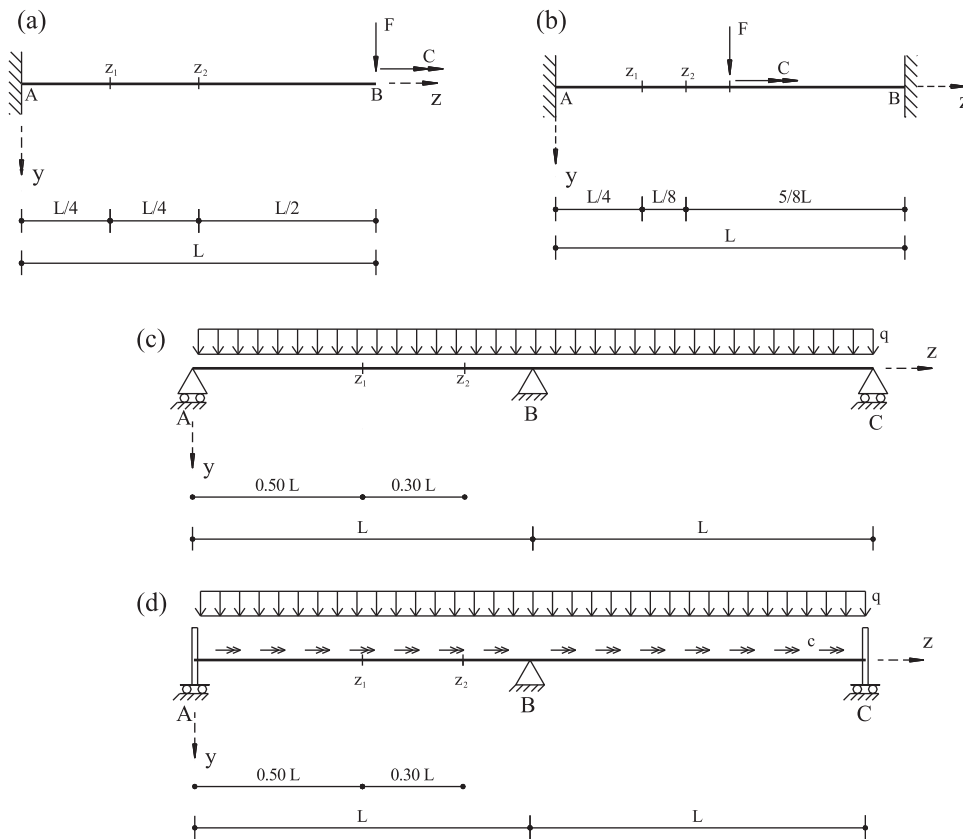 (a)
F
C
z₁
z₂
A
B
z
y
L/4
L/4
L/2
L
(b)
F
C
z₁
z₂
A
B
z
y
L/4
L/8
5/8L
L
(c)
q
z
z₁
z₂
A
B
C
y
0.50 L
0.30 L
L
L
(d)
q
c
z
z₁
z₂
A
B
C
y
0.50 L
0.30 L
L
L